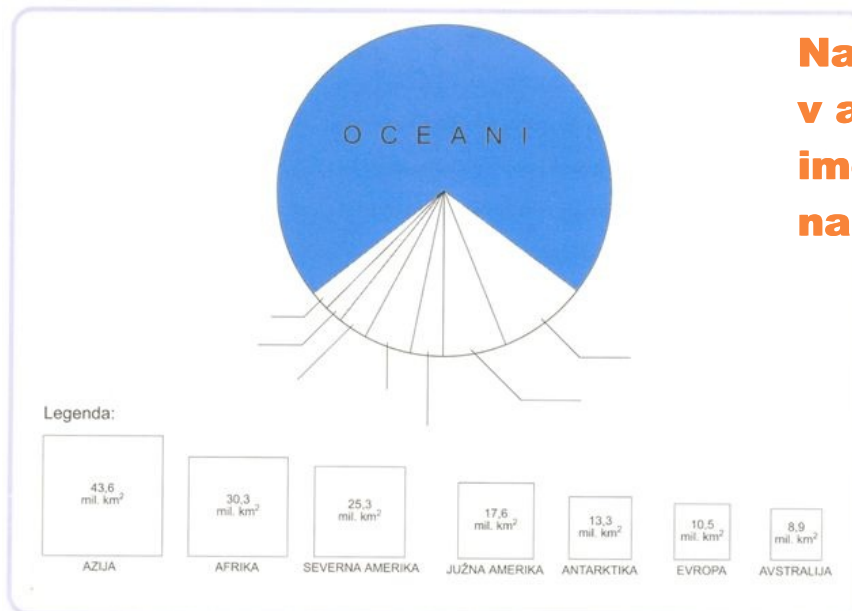 OCEANI
Na
v a
im
na
Legenda:
43,6
mil. km²
30,3
mil. km²
25,3
mil. km²
17,6
mil. km²
13,3
mil. km²
10,5
mil. km²
8,9
mil. km²
AZIJA
AFRIKA
SEVERNA AMERIKA
JUŽNA AMERIKA
ANTARKTIKA
EVROPA
AVSTRALIJA